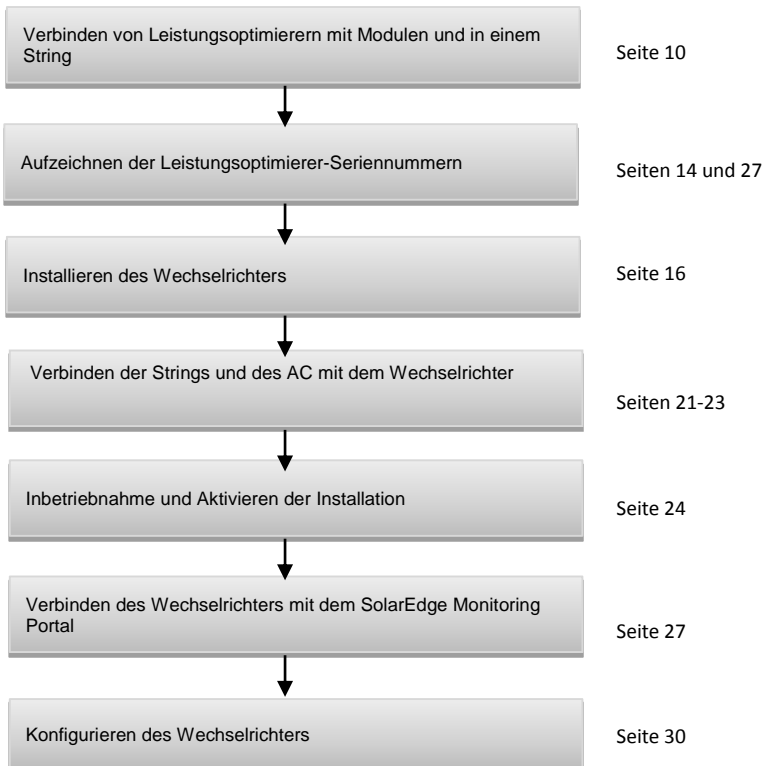 Verbinden von Leistungsoptimierern mit Modulen und in einem
String
Seite 10
Aufzeichnen der Leistungsoptimierer-Seriennummern
Seiten 14 und 27
Installieren des Wechselrichters
Seite 16
Verbinden der Strings und des AC mit dem Wechselrichter
Seiten 21-23
Inbetriebnahme und Aktivieren der Installation
Seite 24
Verbinden des Wechselrichters mit dem SolarEdge Monitoring
Portal
Seite 27
Konfigurieren des Wechselrichters
Seite 30